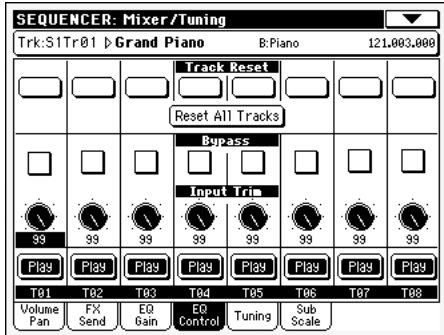 SEQUENCER: Mixer/Tuning
Trk:S1Tr01 ▷Grand Piano B:Piano 121.003.000
Track Reset
Reset All Tracks
Bypass
Input Trim
99 99 99 99 99 99 99 99
Play Play Play Play Play Play Play Play
T01 T02 T03 T04 T05 T06 T07 T08
Volume Pan FX Send EQ Gain EQ Control Tuning Sub Scale